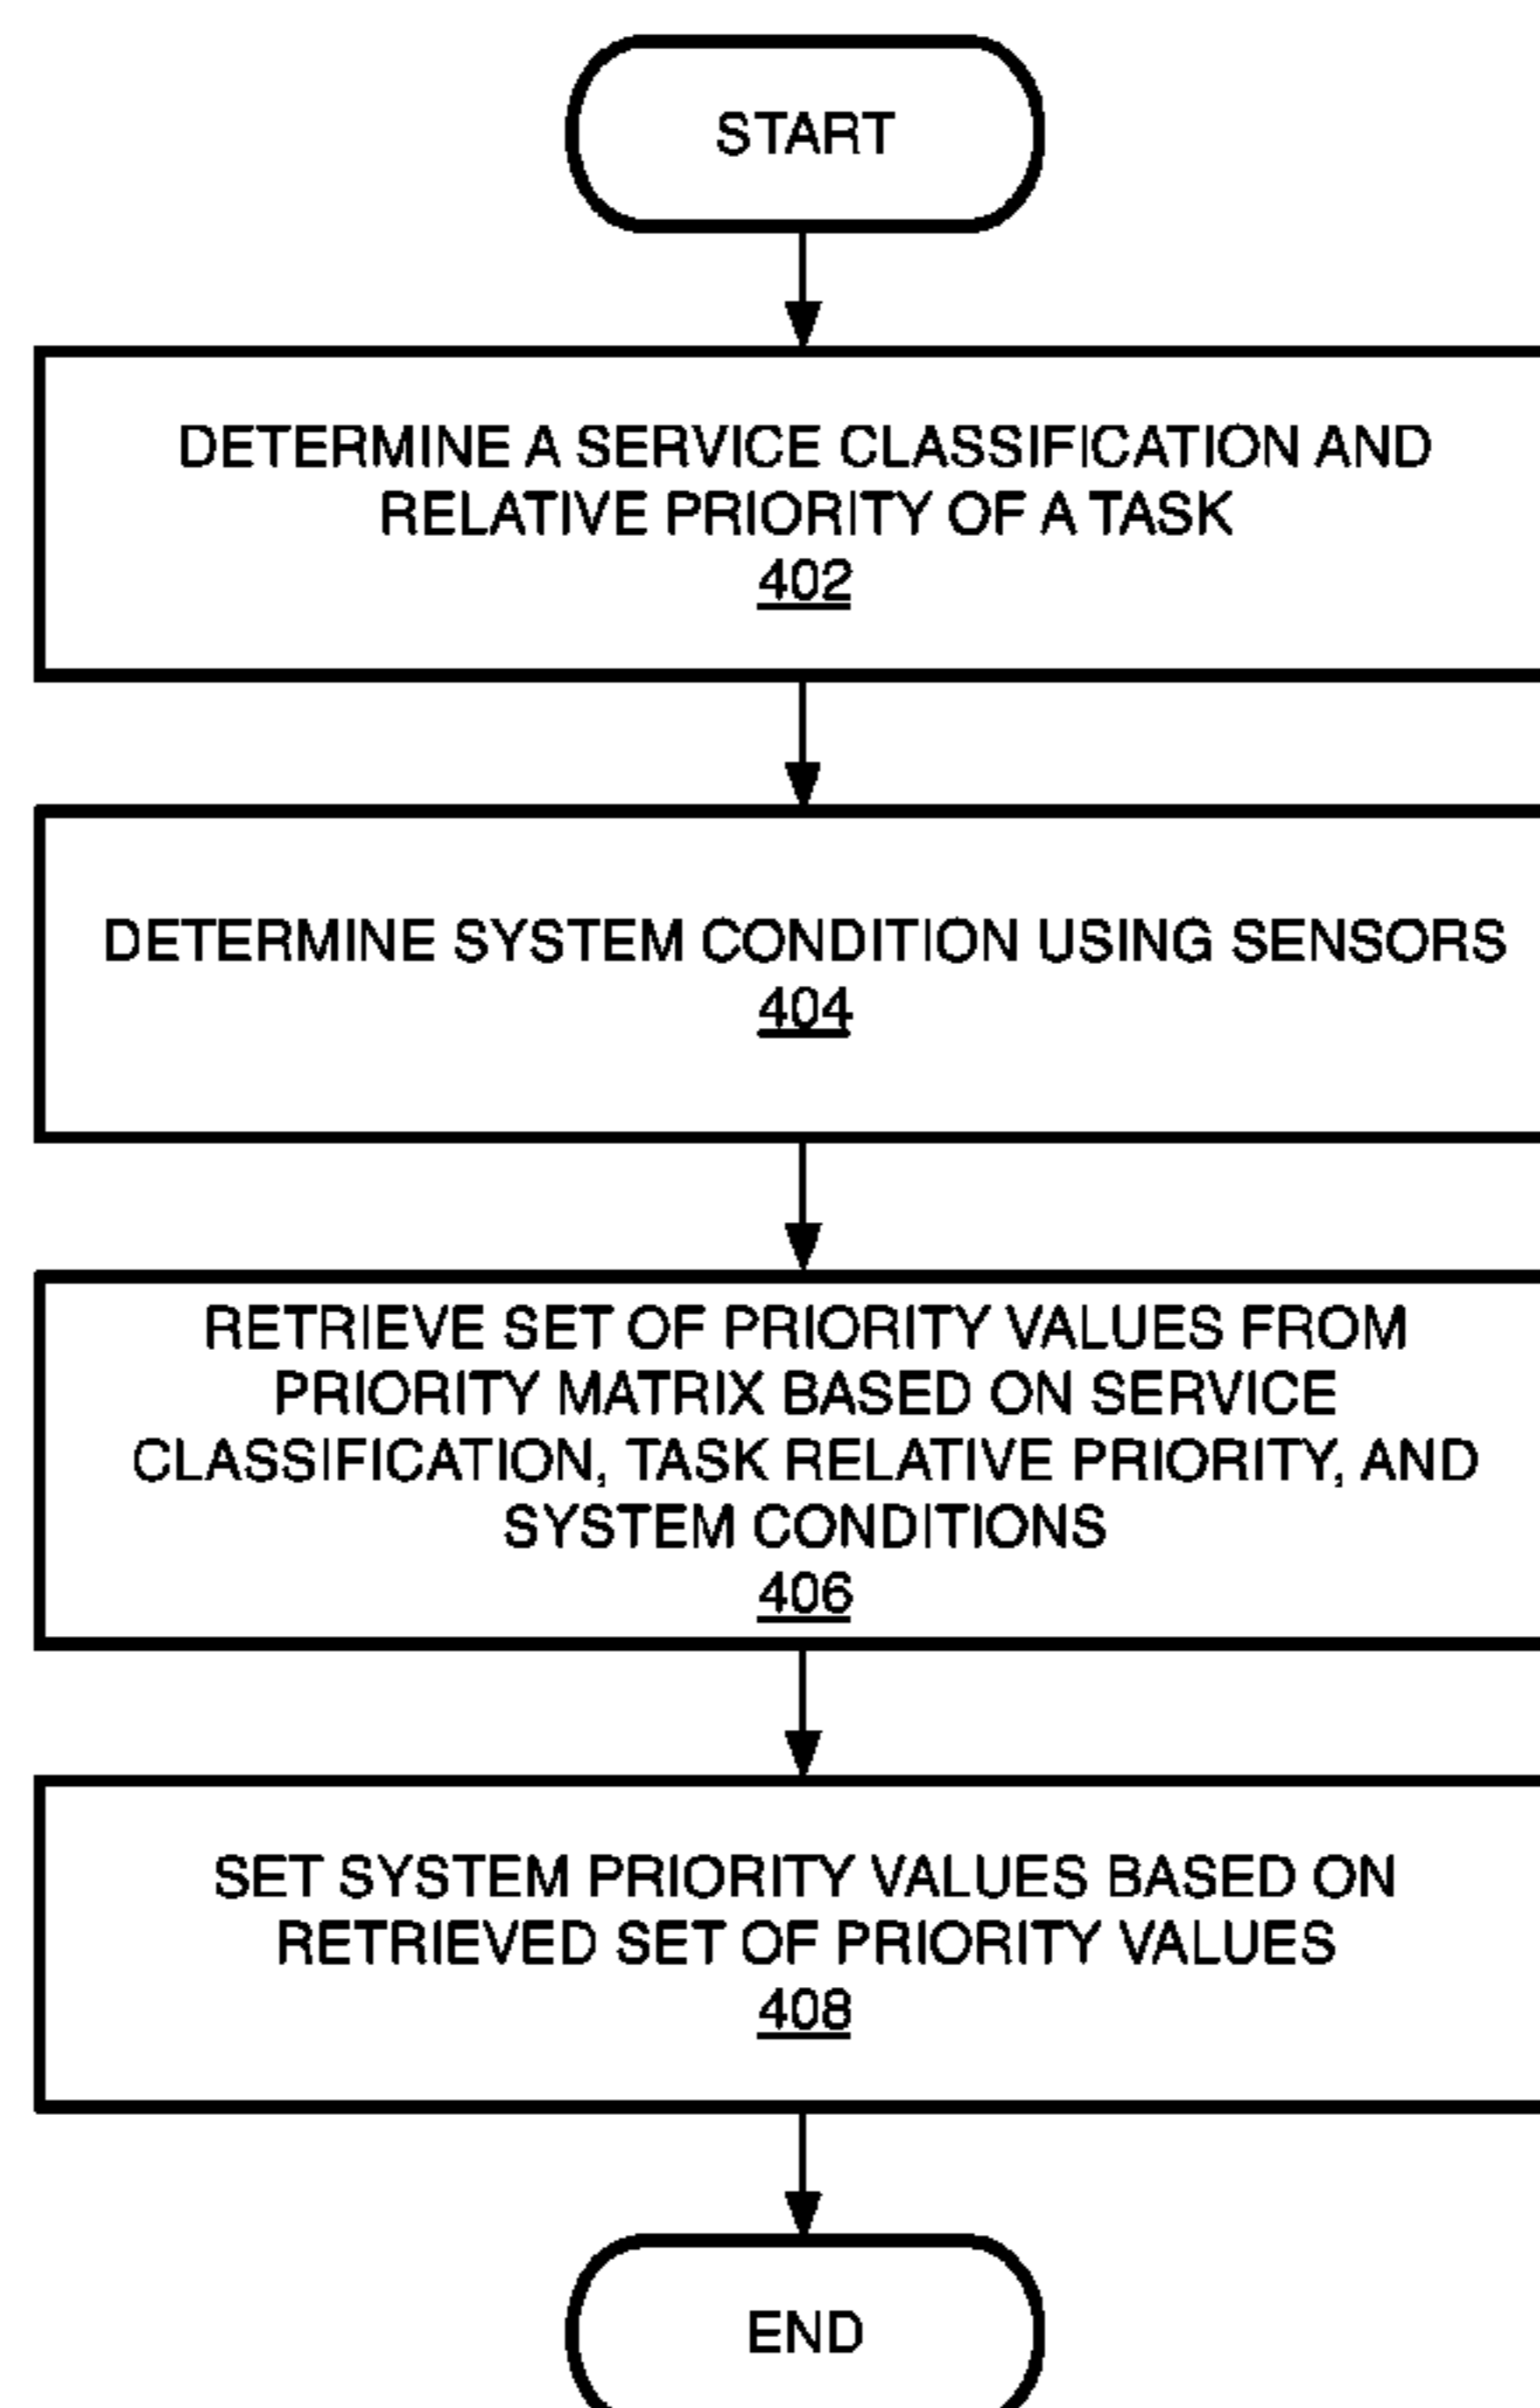 START
DETERMINE A SERVICE CLASSIFICATION AND
RELATIVE PRIORITY OF A TASK
402
DETERMINE SYSTEM CONDITION USING SENSORS
404
RETRIEVE SET OF PRIORITY VALUES FROM
PRIORITY MATRIX BASED ON SERVICE
CLASSIFICATION, TASK RELATIVE PRIORITY, AND
SYSTEM CONDITIONS
406
SET SYSTEM PRIORITY VALUES BASED ON
RETRIEVED SET OF PRIORITY VALUES
408
END